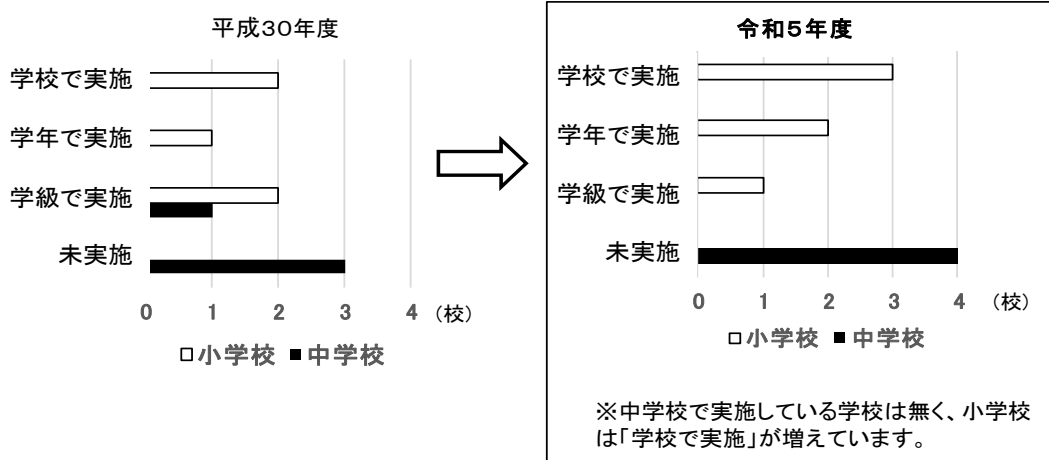 平成30年度
学校で実施
学年で実施
学級で実施
未実施
0 1 2 3 4 (校)
□小学校 ■中学校
令和5年度
学校で実施
学年で実施
学級で実施
未実施
0 1 2 3 4 (校)
□小学校 ■中学校
※中学校で実施している学校は無く、小学校
は「学校で実施」が増えています。